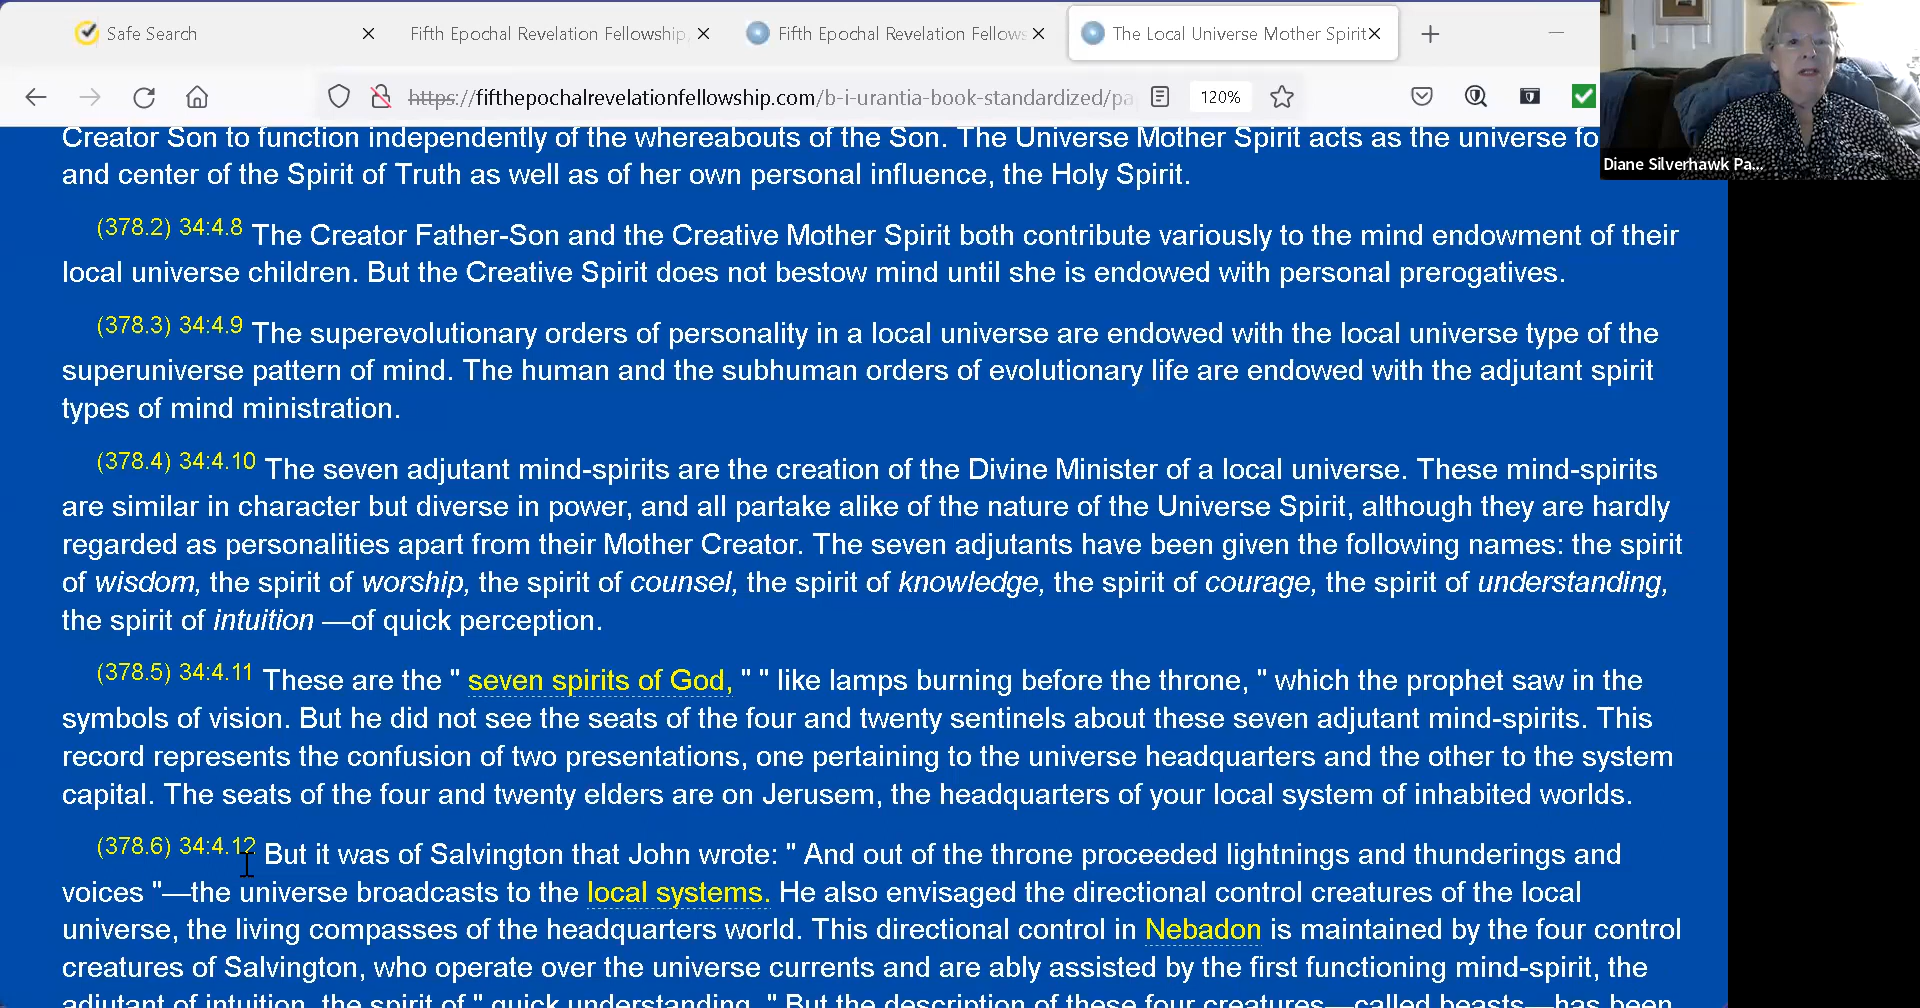 Safe Search
Fifth Epochal Revelation Fellowship,
Fifth Epochal Revelation Fellows
The Local Universe Mother Spirit
https://fifthepochalrevelationfellowship.com/b-i-urantia-book-standardized/pa
120%
Diane Silverhawk Pa...
Creator Son to function independently of the whereabouts of the Son. The Universe Mother Spirit acts as the universe fo
and center of the Spirit of Truth as well as of her own personal influence, the Holy Spirit.
(378.2) 34:4.8 The Creator Father-Son and the Creative Mother Spirit both contribute variously to the mind endowment of their
local universe children. But the Creative Spirit does not bestow mind until she is endowed with personal prerogatives.
(378.3) 34:4.9 The superevolutionary orders of personality in a local universe are endowed with the local universe type of the
superuniverse pattern of mind. The human and the subhuman orders of evolutionary life are endowed with the adjutant spirit
types of mind ministration.
(378.4) 34:4.10 The seven adjutant mind-spirits are the creation of the Divine Minister of a local universe. These mind-spirits
are similar in character but diverse in power, and all partake alike of the nature of the Universe Spirit, although they are hardly
regarded as personalities apart from their Mother Creator. The seven adjutants have been given the following names: the spirit
of wisdom, the spirit of worship, the spirit of counsel, the spirit of knowledge, the spirit of courage, the spirit of understanding,
the spirit of intuition —of quick perception.
(378.5) 34:4.11 These are the " seven spirits of God, " " like lamps burning before the throne, " which the prophet saw in the
symbols of vision. But he did not see the seats of the four and twenty sentinels about these seven adjutant mind-spirits. This
record represents the confusion of two presentations, one pertaining to the universe headquarters and the other to the system
capital. The seats of the four and twenty elders are on Jerusem, the headquarters of your local system of inhabited worlds.
(378.6) 34:4.12 But it was of Salvington that John wrote: " And out of the throne proceeded lightnings and thunderings and
voices "—the universe broadcasts to the local systems. He also envisaged the directional control creatures of the local
universe, the living compasses of the headquarters world. This directional control in Nebadon is maintained by the four control
creatures of Salvington, who operate over the universe currents and are ably assisted by the first functioning mind-spirit, the
adjutant of intuition, the spirit of " quick understanding. " But the description of these four creatures—called beasts—has been